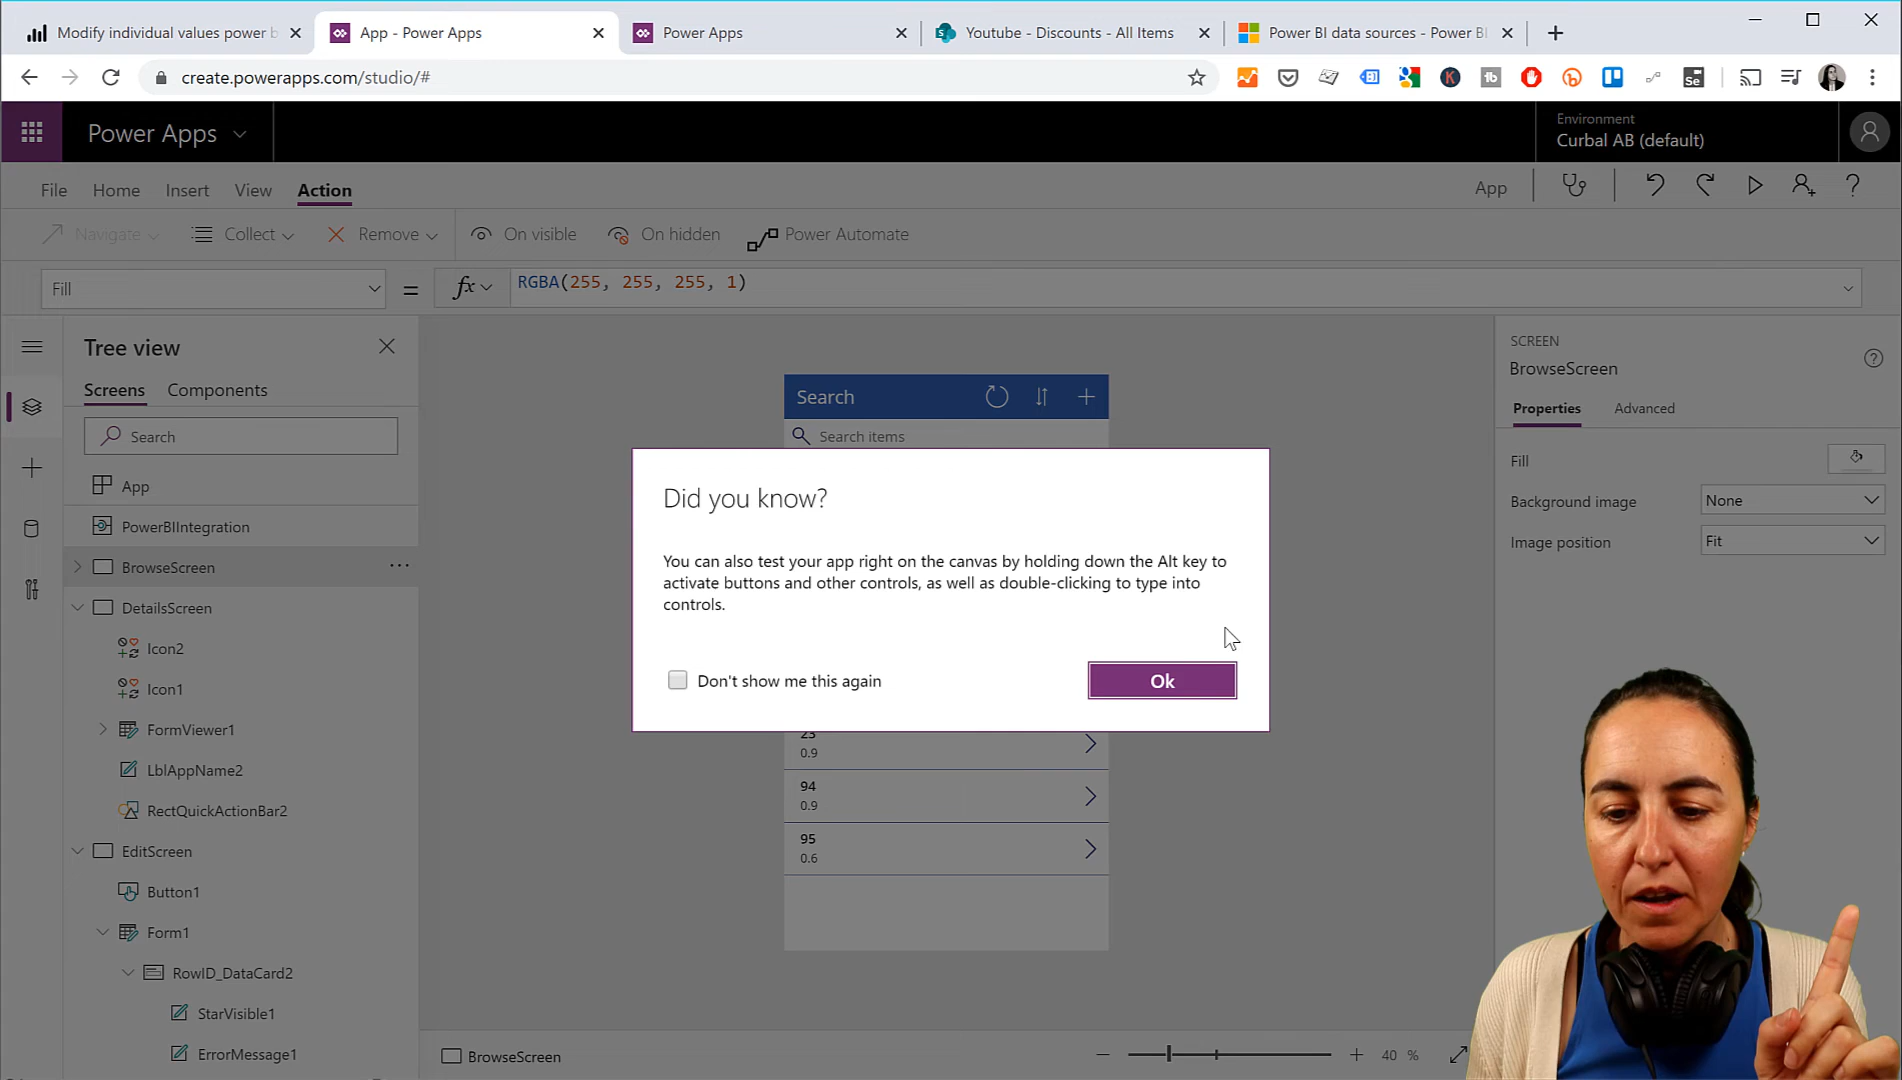 Modify individual values power b
App - Power Apps
Power Apps
Youtube - Discounts - All Items
Power BI data sources - Power BI
create.powerapps.com/studio/#
Power Apps
Environment
Curbal AB (default)
File
Home
Insert
View
Action
App
Navigate
Collect
Remove
On visible
On hidden
Power Automate
Fill
=
fx
RGBA(255, 255, 255, 1)
Tree view
Screens
Components
Search
App
PowerBIIntegration
BrowseScreen
DetailsScreen
Icon2
Icon1
FormViewer1
LblAppName2
RectQuickActionBar2
EditScreen
Button1
Form1
RowID_DataCard2
StarVisible1
ErrorMessage1
Search
Search items
Did you know?
You can also test your app right on the canvas by holding down the Alt key to
activate buttons and other controls, as well as double-clicking to type into
controls.
Don't show me this again
Ok
23
0.9
94
0.9
95
0.6
BrowseScreen
40 %
SCREEN
BrowseScreen
Properties
Advanced
Fill
Background image
None
Image position
Fit